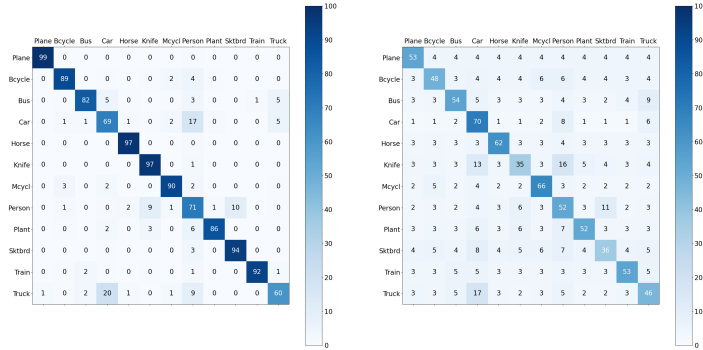 Plane Bcycle Bus Car Horse Knife Mcycl Person Plant Sktbrd Train Truck
Plane 99 0 0 0 0 0 0 0 0 0 0 0
Bcycle 0 89 0 0 0 0 2 4 0 0 0 0
Bus 0 0 82 5 0 0 0 3 0 0 1 5
Car 0 1 1 69 1 0 2 17 0 0 0 5
Horse 0 0 0 0 97 0 0 0 0 0 0 0
Knife 0 0 0 0 0 97 0 1 0 0 0 0
Mcycl 0 3 0 2 0 0 90 2 0 0 0 0
Person 0 1 0 0 2 9 1 71 1 10 0 0
Plant 0 0 0 2 0 3 0 6 86 0 0 0
Sktbrd 0 0 0 0 0 0 0 3 0 94 0 0
Train 0 0 2 0 0 0 0 0 0 0 92 1
Truck 1 0 2 20 1 0 1 9 0 0 0 60
100
90
80
70
60
50
40
30
20
10
0
Plane Bcycle Bus Car Horse Knife Mcycl Person Plant Sktbrd Train Truck
Plane 53 4 4 4 4 4 4 4 4 4 4 4
Bcycle 3 48 3 4 4 4 6 6 4 4 3 4
Bus 3 3 54 5 3 3 3 4 3 2 4 9
Car 1 1 2 70 1 1 2 8 1 1 1 6
Horse 3 3 3 3 62 3 3 4 3 3 3 3
Knife 3 3 3 13 3 35 3 16 5 4 3 4
Mcycl 2 5 2 4 2 2 66 3 2 2 2 2
Person 2 3 2 4 3 6 3 52 3 11 2 3
Plant 3 3 3 6 3 6 3 7 52 3 3 3
Sktbrd 4 5 4 8 4 5 6 7 4 36 4 5
Train 3 3 5 5 3 3 3 3 3 3 53 5
Truck 3 3 5 17 3 2 3 5 3 2 3 46
100
90
80
70
60
50
40
30
20
10
0